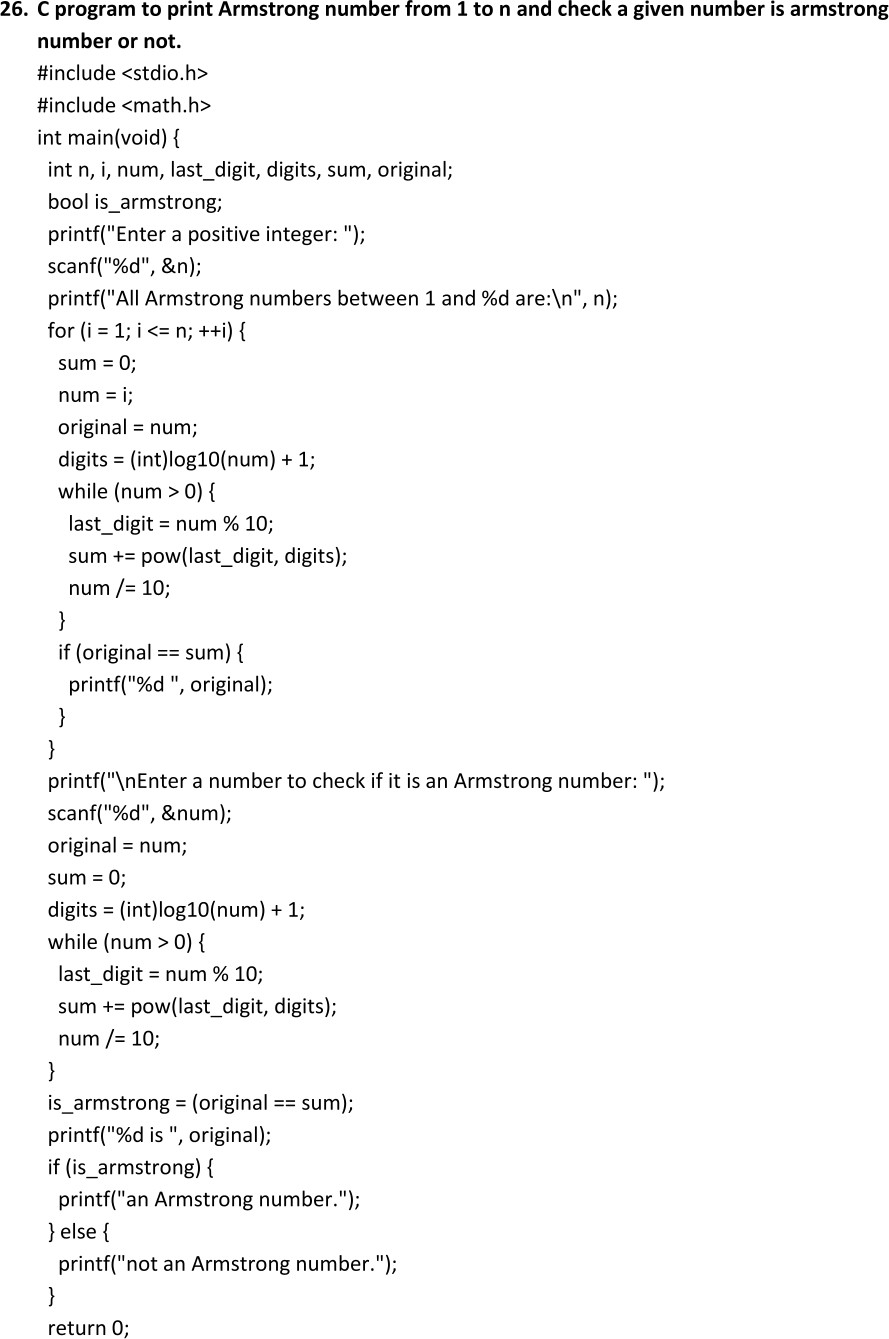 26. C program to print Armstrong number from 1 to n and check a given number is armstrong
number or not.
#include <stdio.h>
#include <math.h>
int main(void) {
int n, i, num, last_digit, digits, sum, original;
bool is_armstrong;
printf("Enter a positive integer: ");
scanf("%d", &n);
printf("All Armstrong numbers between 1 and %d are:\n", n);
for (i = 1; i <= n; ++i) {
sum = 0;
num = i;
original = num;
digits = (int)log10(num) + 1;
while (num > 0) {
last_digit = num % 10;
sum += pow(last_digit, digits);
num /= 10;
}
if (original == sum) {
printf("%d ", original);
}
}
printf("\nEnter a number to check if it is an Armstrong number: ");
scanf("%d", &num);
original = num;
sum = 0;
digits = (int)log10(num) + 1;
while (num > 0) {
last_digit = num % 10;
sum += pow(last_digit, digits);
num /= 10;
}
is_armstrong = (original == sum);
printf("%d is ", original);
if (is_armstrong) {
printf("an Armstrong number.");
} else {
printf("not an Armstrong number.");
}
return 0;